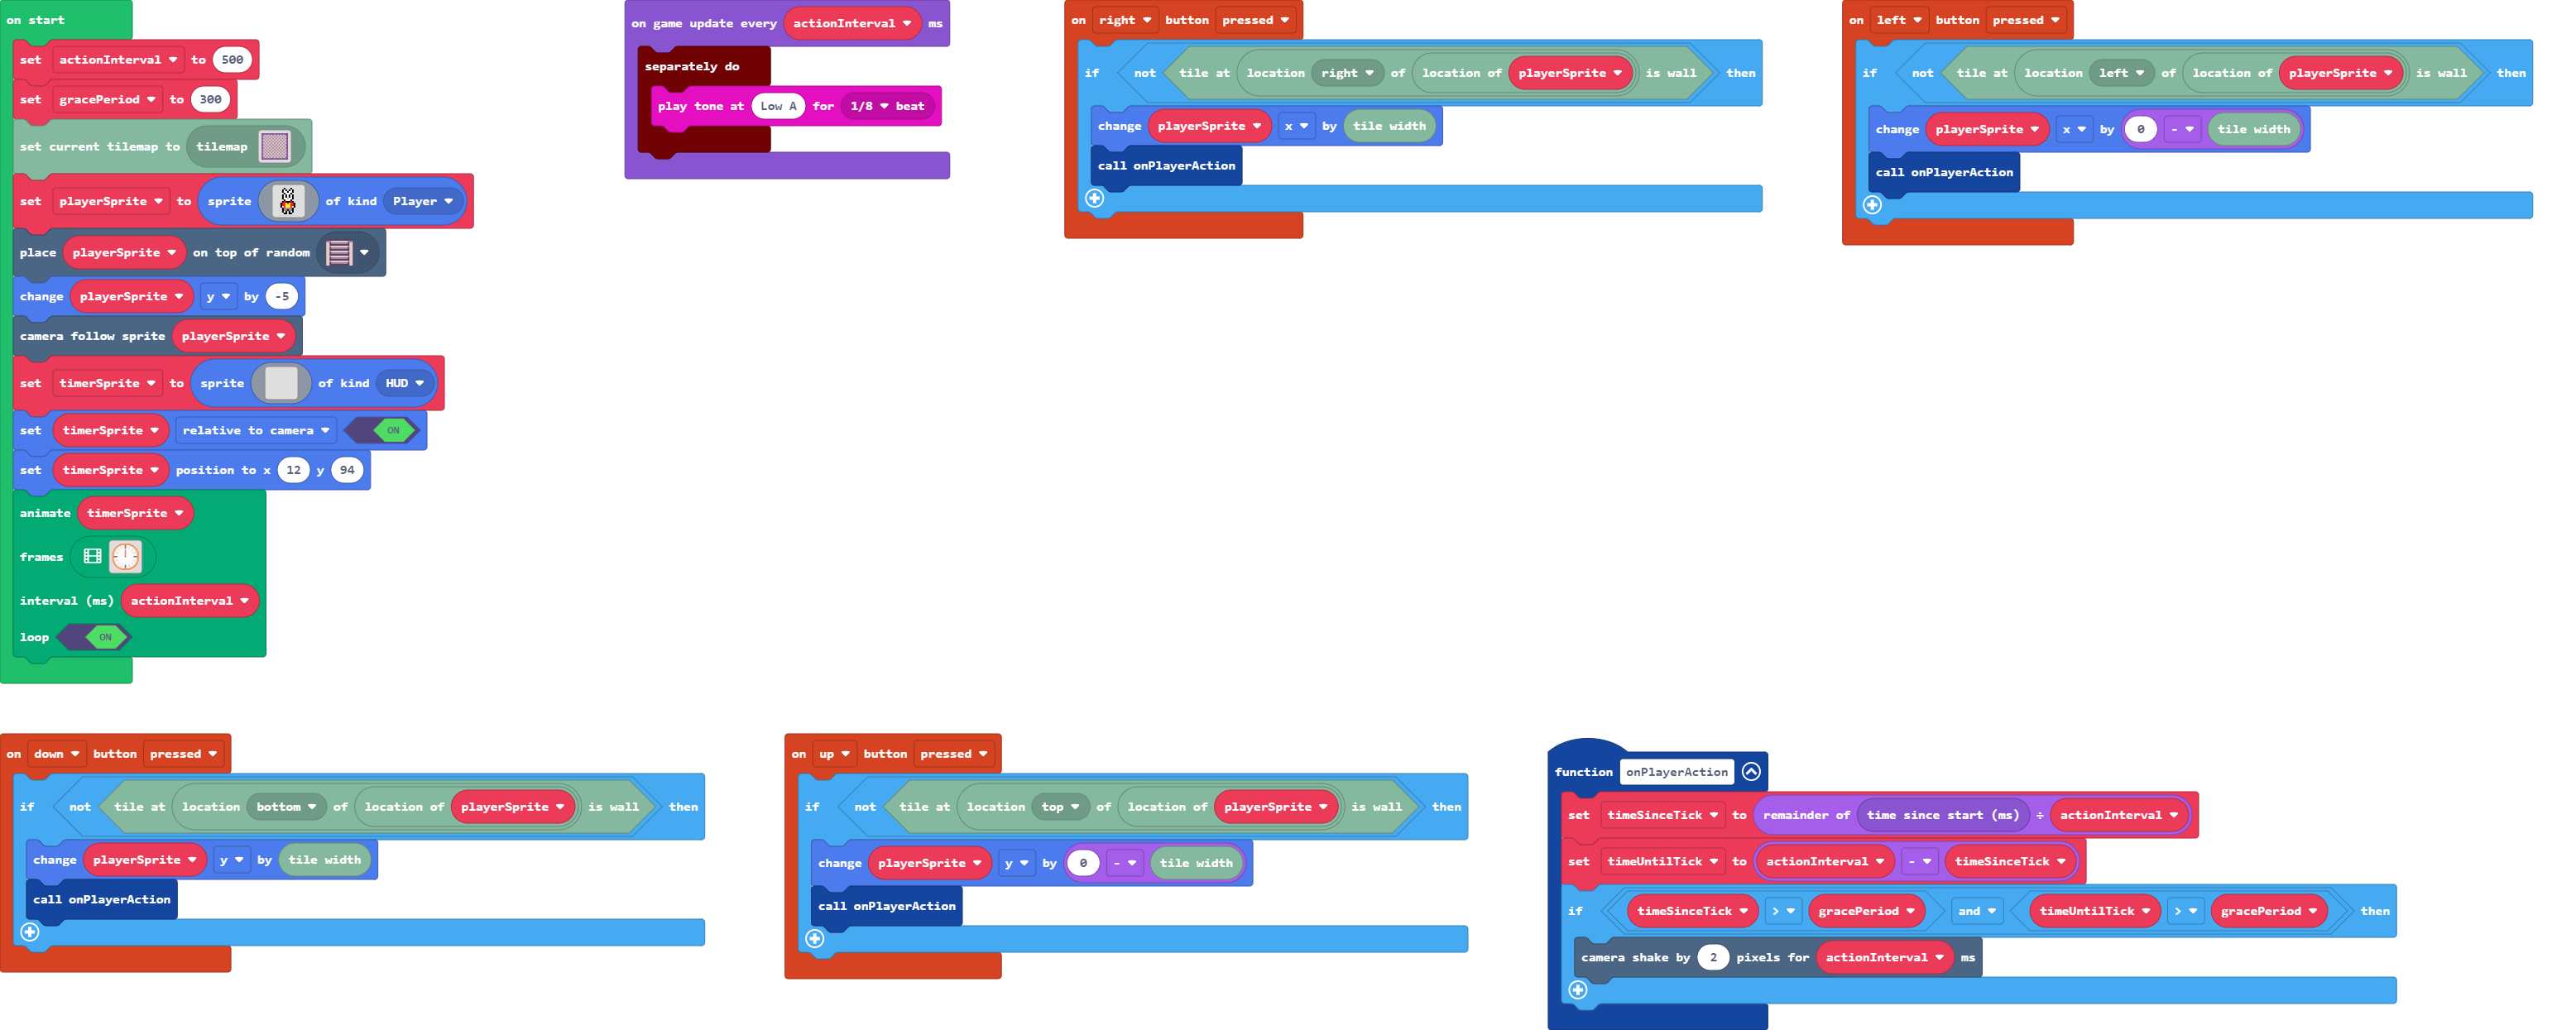 on start
set actionInterval to 500
set gracePeriod to 300
set current tilemap to tilemap
set playerSprite to sprite of kind Player
place playerSprite on top of random
change playerSprite y by -5
camera follow sprite playerSprite
set timerSprite to sprite of kind HUD
set timerSprite relative to camera ON
set timerSprite position to x 12 y 94
animate timerSprite
frames
interval (ms) actionInterval
loop ON
on game update every actionInterval ms
separately do
play tone at Low A for 1/8 beat
on right button pressed
if not tile at location right of location of playerSprite is wall then
change playerSprite x by tile width
call onPlayerAction
on left button pressed
if not tile at location left of location of playerSprite is wall then
change playerSprite x by 0 - tile width
call onPlayerAction
on down button pressed
if not tile at location bottom of location of playerSprite is wall then
change playerSprite y by tile width
call onPlayerAction
on up button pressed
if not tile at location top of location of playerSprite is wall then
change playerSprite y by 0 - tile width
call onPlayerAction
function onPlayerAction
set timeSinceTick to remainder of time since start (ms) ÷ actionInterval
set timeUntilTick to actionInterval - timeSinceTick
if timeSinceTick > gracePeriod and timeUntilTick > gracePeriod then
camera shake by 2 pixels for actionInterval ms